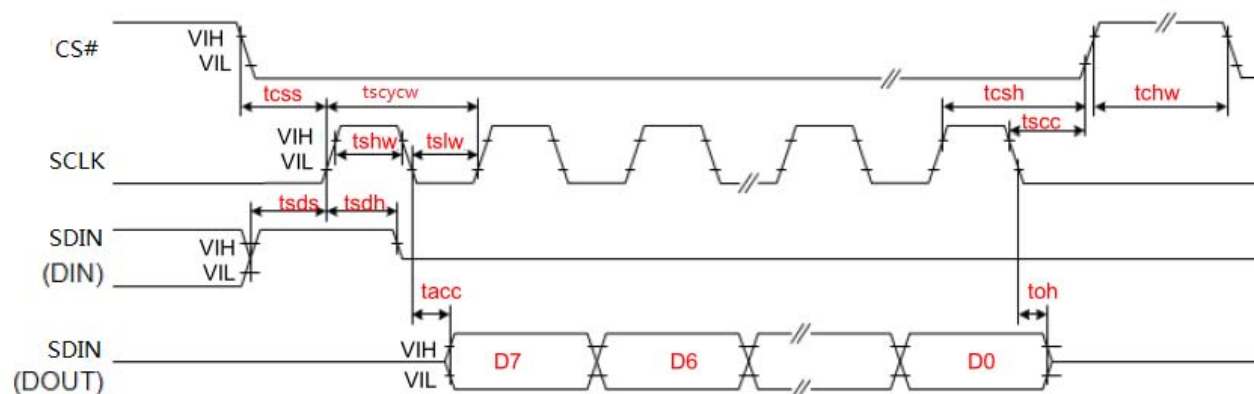 CS#
VIH
VIL
tcss
tscycw
tcsh
tchw
tscc
SCLK
VIH
VIL
tshw
tslw
tsds
tsdh
SDIN
(DIN)
VIH
VIL
tacc
toh
SDIN
(DOUT)
VIH
VIL
D7
D6
D0